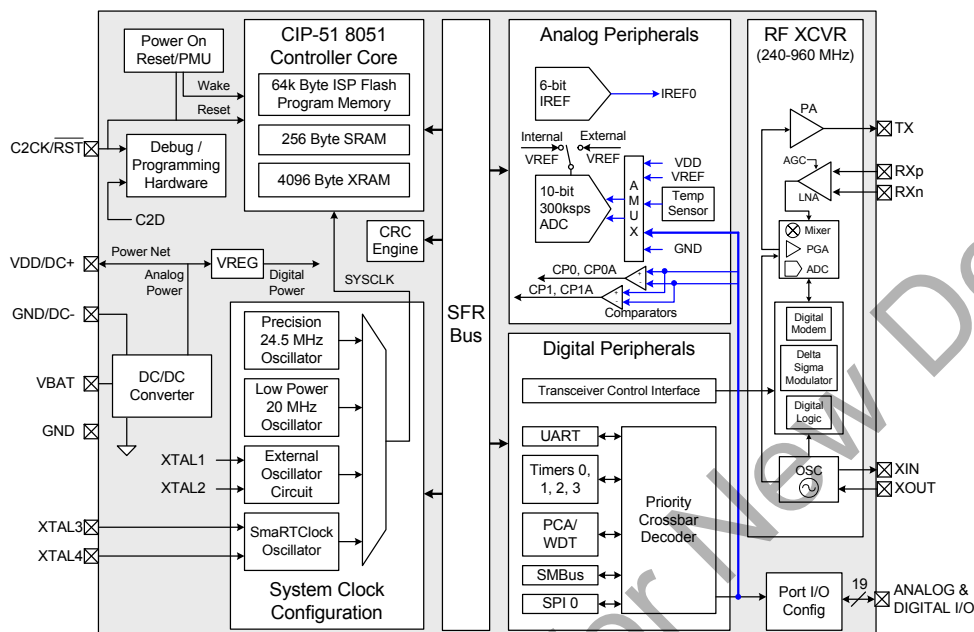 Power On
Reset/PMU
Wake
Reset
C2CK/RST
Debug /
Programming
Hardware
C2D
VDD/DC+
Power Net
Analog
Power
VREG
Digital
Power
GND/DC-
VBAT
DC/DC
Converter
GND
XTAL1
XTAL2
XTAL3
XTAL4
CIP-51 8051
Controller Core
64k Byte ISP Flash
Program Memory
256 Byte SRAM
4096 Byte XRAM
CRC
Engine
SYSCLK
Precision
24.5 MHz
Oscillator
Low Power
20 MHz
Oscillator
External
Oscillator
Circuit
SmaRTClock
Oscillator
System Clock
Configuration
SFR
Bus
Analog Peripherals
6-bit
IREF
IREF0
Internal
VREF
External
VREF
10-bit
300ksps
ADC
A
M
U
X
VDD
VREF
Temp
Sensor
GND
CP0, CP0A
CP1, CP1A
+
-
+
-
Comparators
Digital Peripherals
Transceiver Control Interface
UART
Timers 0,
1, 2, 3
PCA/
WDT
SMBus
SPI 0
Priority
Crossbar
Decoder
RF XCVR
(240-960 MHz)
PA
TX
AGC
LNA
RXp
RXn
Mixer
PGA
ADC
Digital
Modem
Delta
Sigma
Modulator
Digital
Logic
OSC
XIN
XOUT
Port I/O
Config
19
ANALOG &
DIGITAL I/O